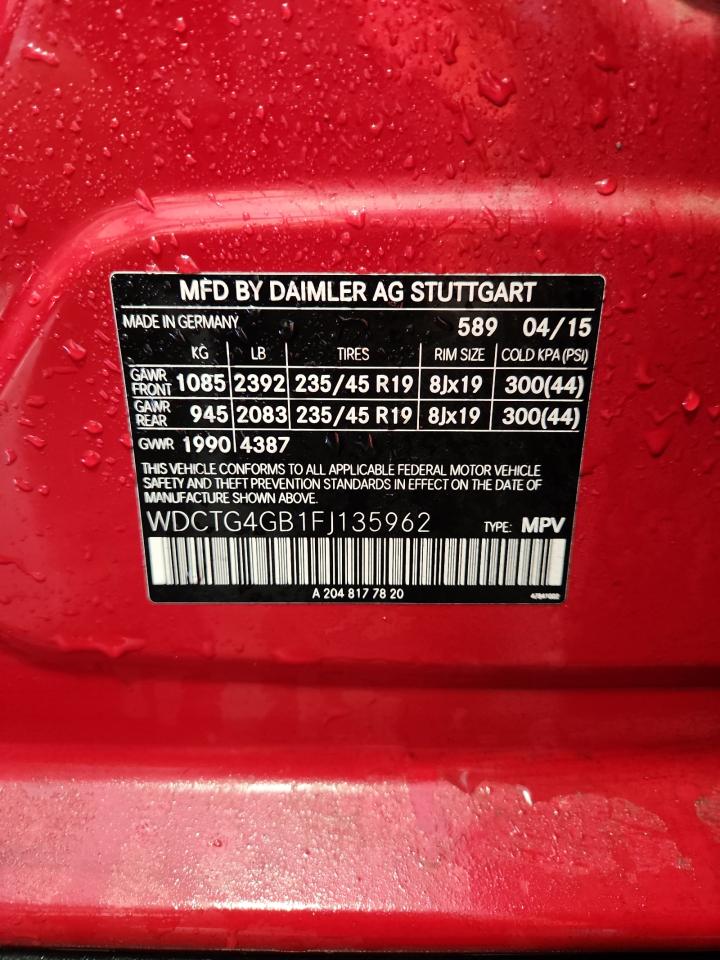 MFD BY DAIMLER AG STUTTGART
MADE IN GERMANY 589 04/15
KG LB TIRES RIM SIZE COLD KPA (PSI)
GAWR FRONT 1085 2392 235/45 R19 8Jx19 300(44)
GAWR REAR 945 2083 235/45 R19 8Jx19 300(44)
GVWR 1990 4387
THIS VEHICLE CONFORMS TO ALL APPLICABLE FEDERAL MOTOR VEHICLE
SAFETY AND THEFT PREVENTION STANDARDS IN EFFECT ON THE DATE OF
MANUFACTURE SHOWN ABOVE.
WDCTG4GB1FJ135962 TYPE: MPV
A 204 817 78 20